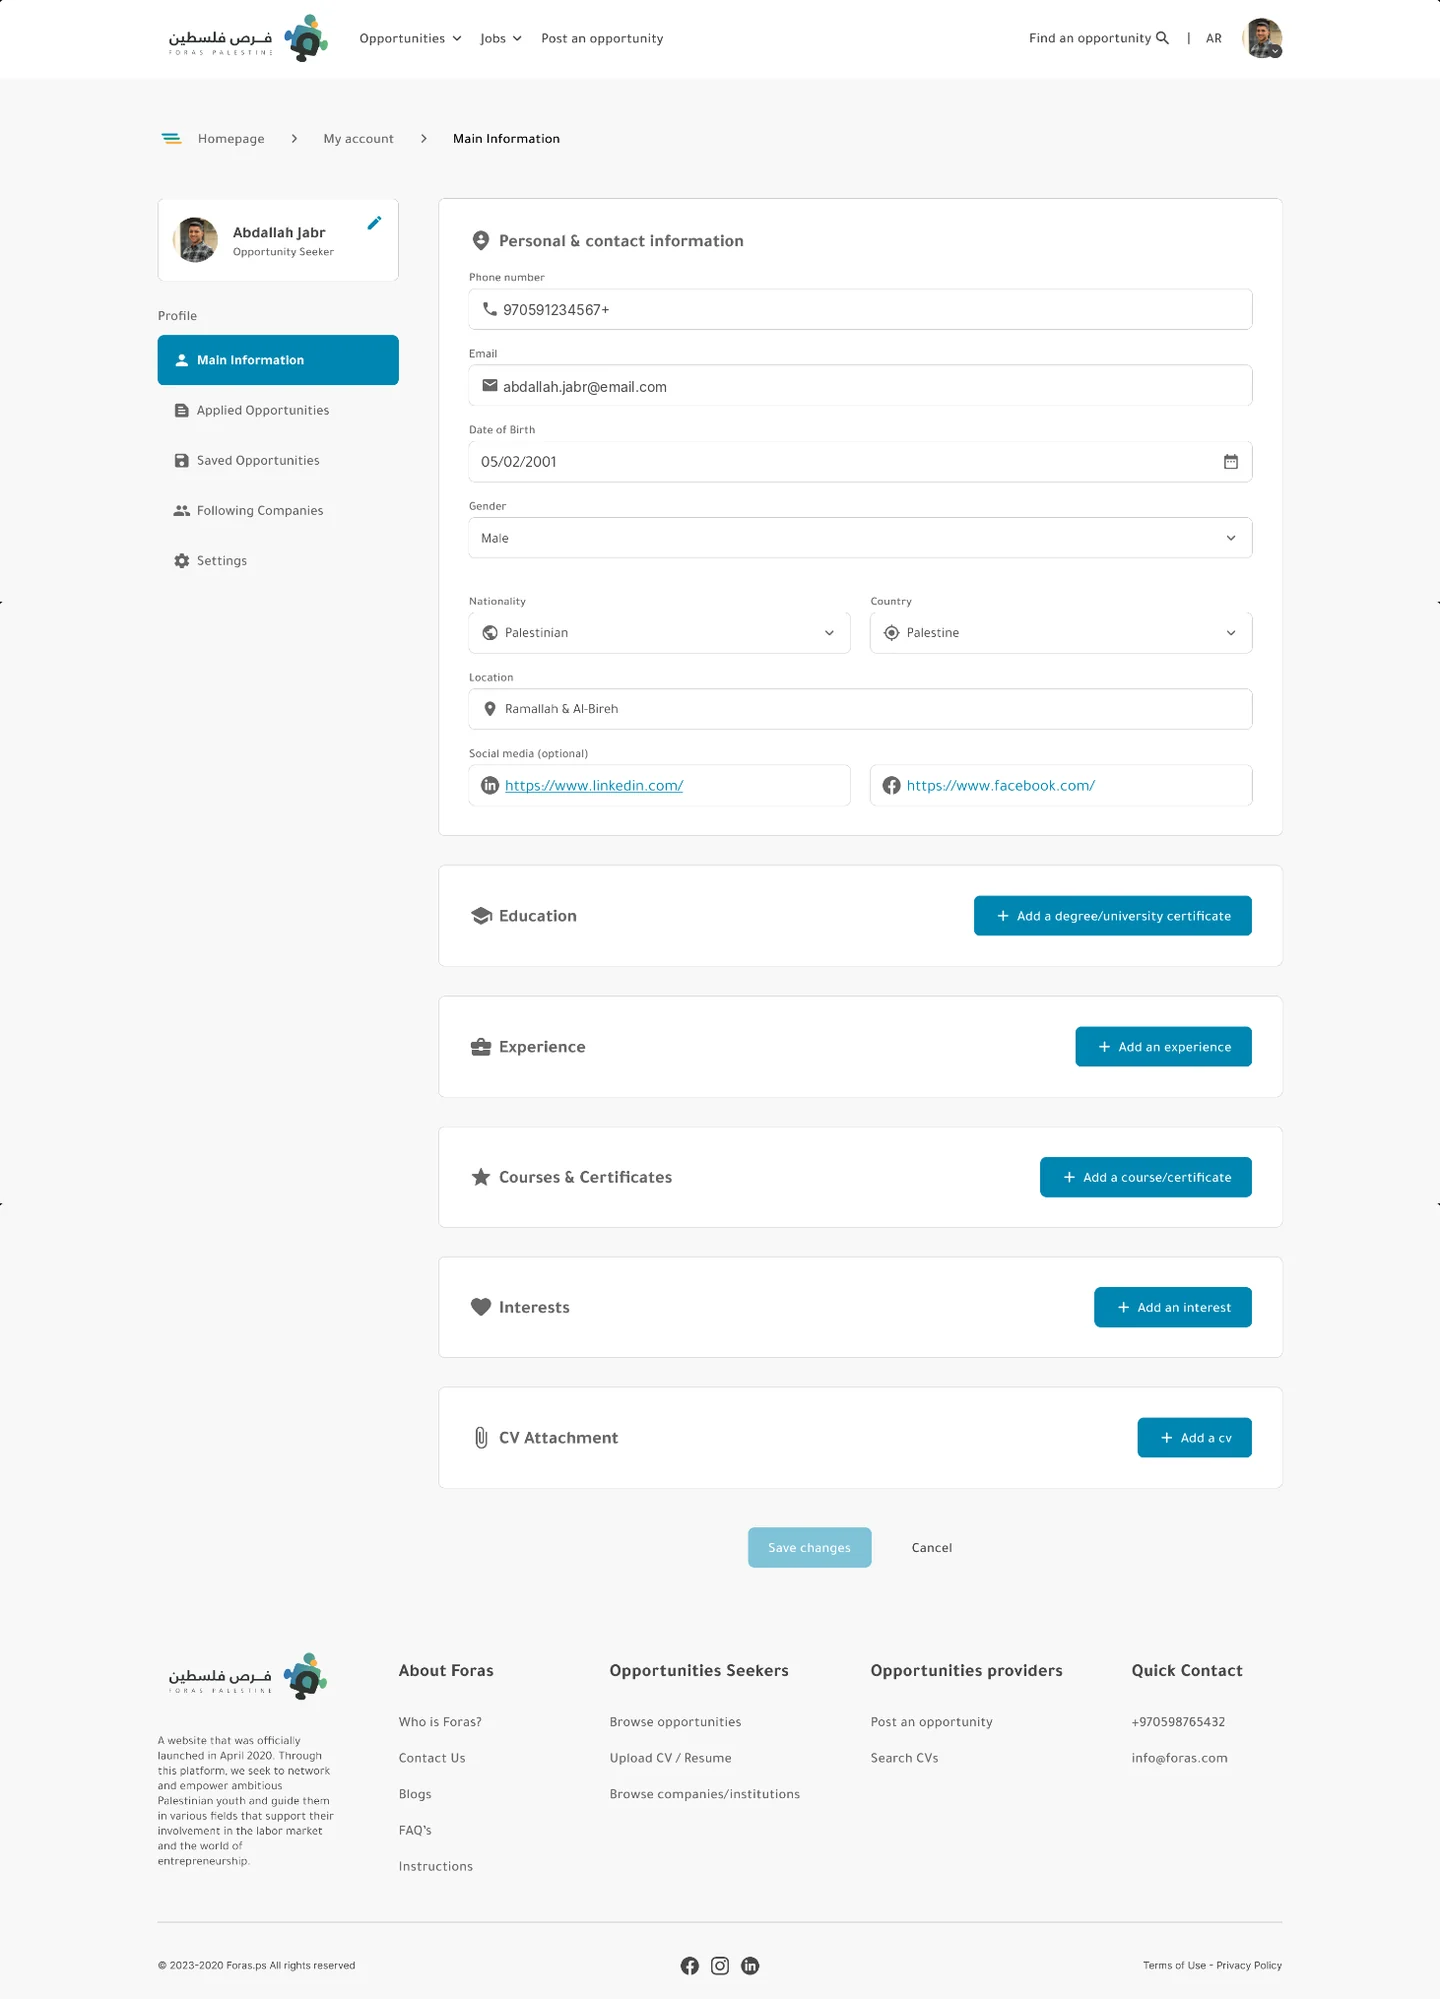 فرص فلسطين
FORAS PALESTINE
Opportunities
Jobs
Post an opportunity
Find an opportunity
|
AR
Homepage
My account
Main Information
Abdallah Jabr
Opportunity Seeker
Profile
Main Information
Applied Opportunities
Saved Opportunities
Following Companies
Settings
Personal & contact information
Phone number
970591234567+
Email
abdallah.jabr@email.com
Date of Birth
05/02/2001
Gender
Male
Nationality
Palestinian
Country
Palestine
Location
Ramallah & Al-Bireh
Social media (optional)
https://www.linkedin.com/
https://www.facebook.com/
Education
+ Add a degree/university certificate
Experience
+ Add an experience
Courses & Certificates
+ Add a course/certificate
Interests
+ Add an interest
CV Attachment
+ Add a cv
Save changes
Cancel
فرص فلسطين
FORAS PALESTINE
A website that was officially
launched in April 2020. Through
this platform, we seek to network
and empower ambitious
Palestinian youth and guide them
in various fields that support their
involvement in the labor market
and the world of
entrepreneurship.
About Foras
Who is Foras?
Contact Us
Blogs
FAQ's
Instructions
Opportunities Seekers
Browse opportunities
Upload CV / Resume
Browse companies/institutions
Opportunities providers
Post an opportunity
Search CVs
Quick Contact
+970598765432
info@foras.com
© 2023-2020 Foras.ps All rights reserved
Terms of Use - Privacy Policy